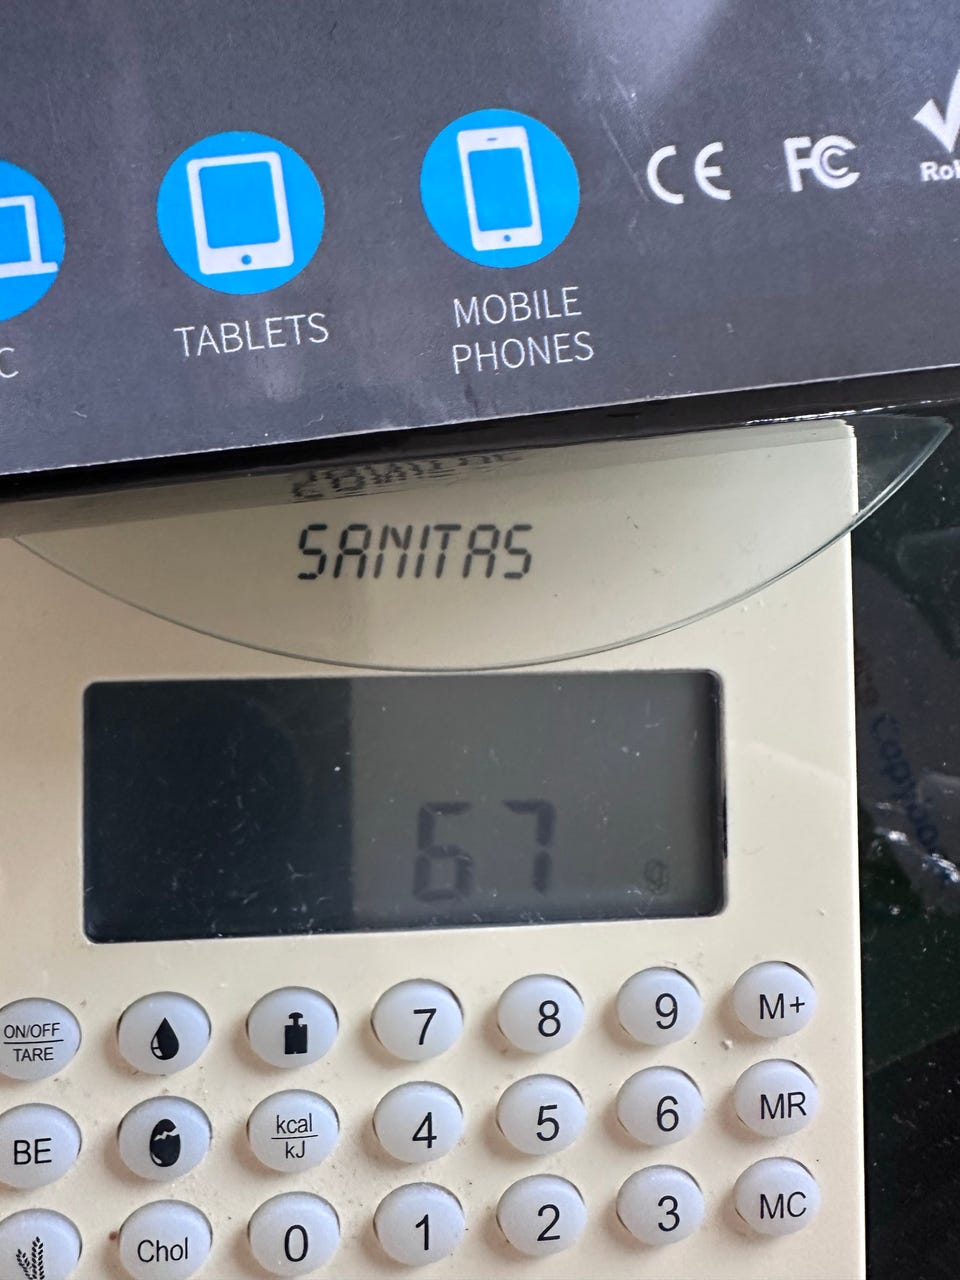 TABLETS
MOBILE
PHONES
CE
FC
SANITAS
67 g
ON/OFF
TARE
7
8
9
M+
BE
kcal
kJ
4
5
6
MR
Chol
0
1
2
3
MC